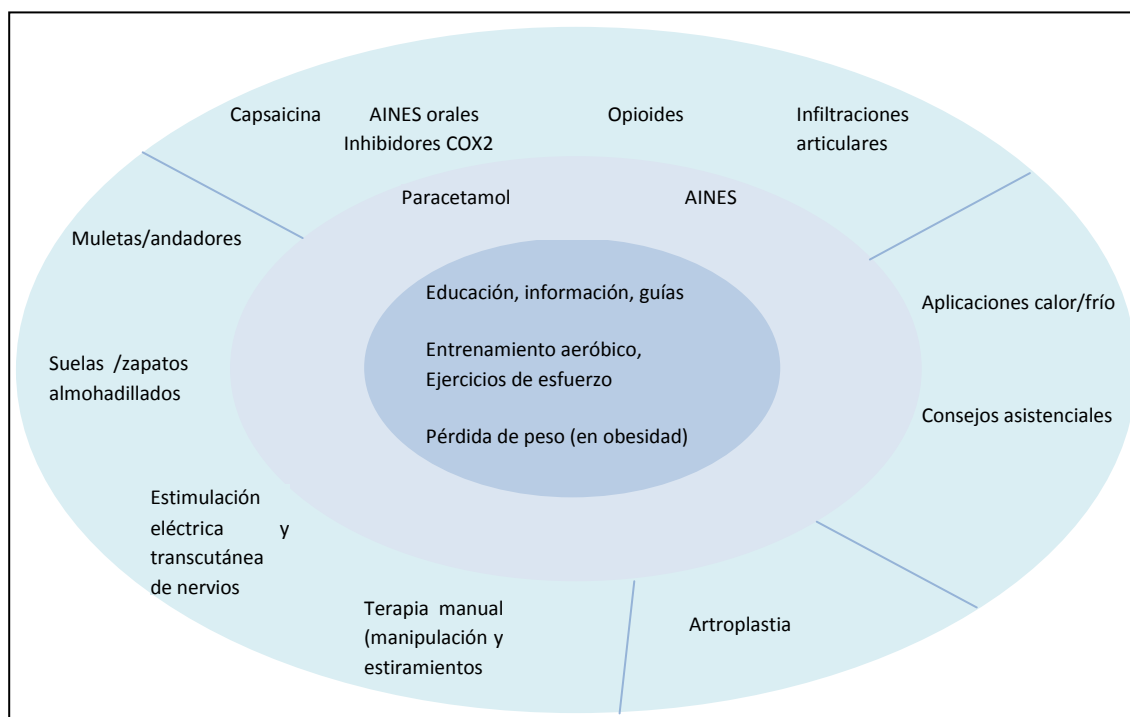 Capsaicina
AINES orales
Inhibidores COX2
Opioides
Infiltraciones
articulares
Paracetamol
AINES
Muletas/andadores
Educación, información, guías
Aplicaciones calor/frío
Entrenamiento aeróbico,
Ejercicios de esfuerzo
Suelas /zapatos
almohadillados
Consejos asistenciales
Pérdida de peso (en obesidad)
Estimulación
eléctrica y
transcutánea
de nervios
Terapia manual
(manipulación y
estiramientos
Artroplastia